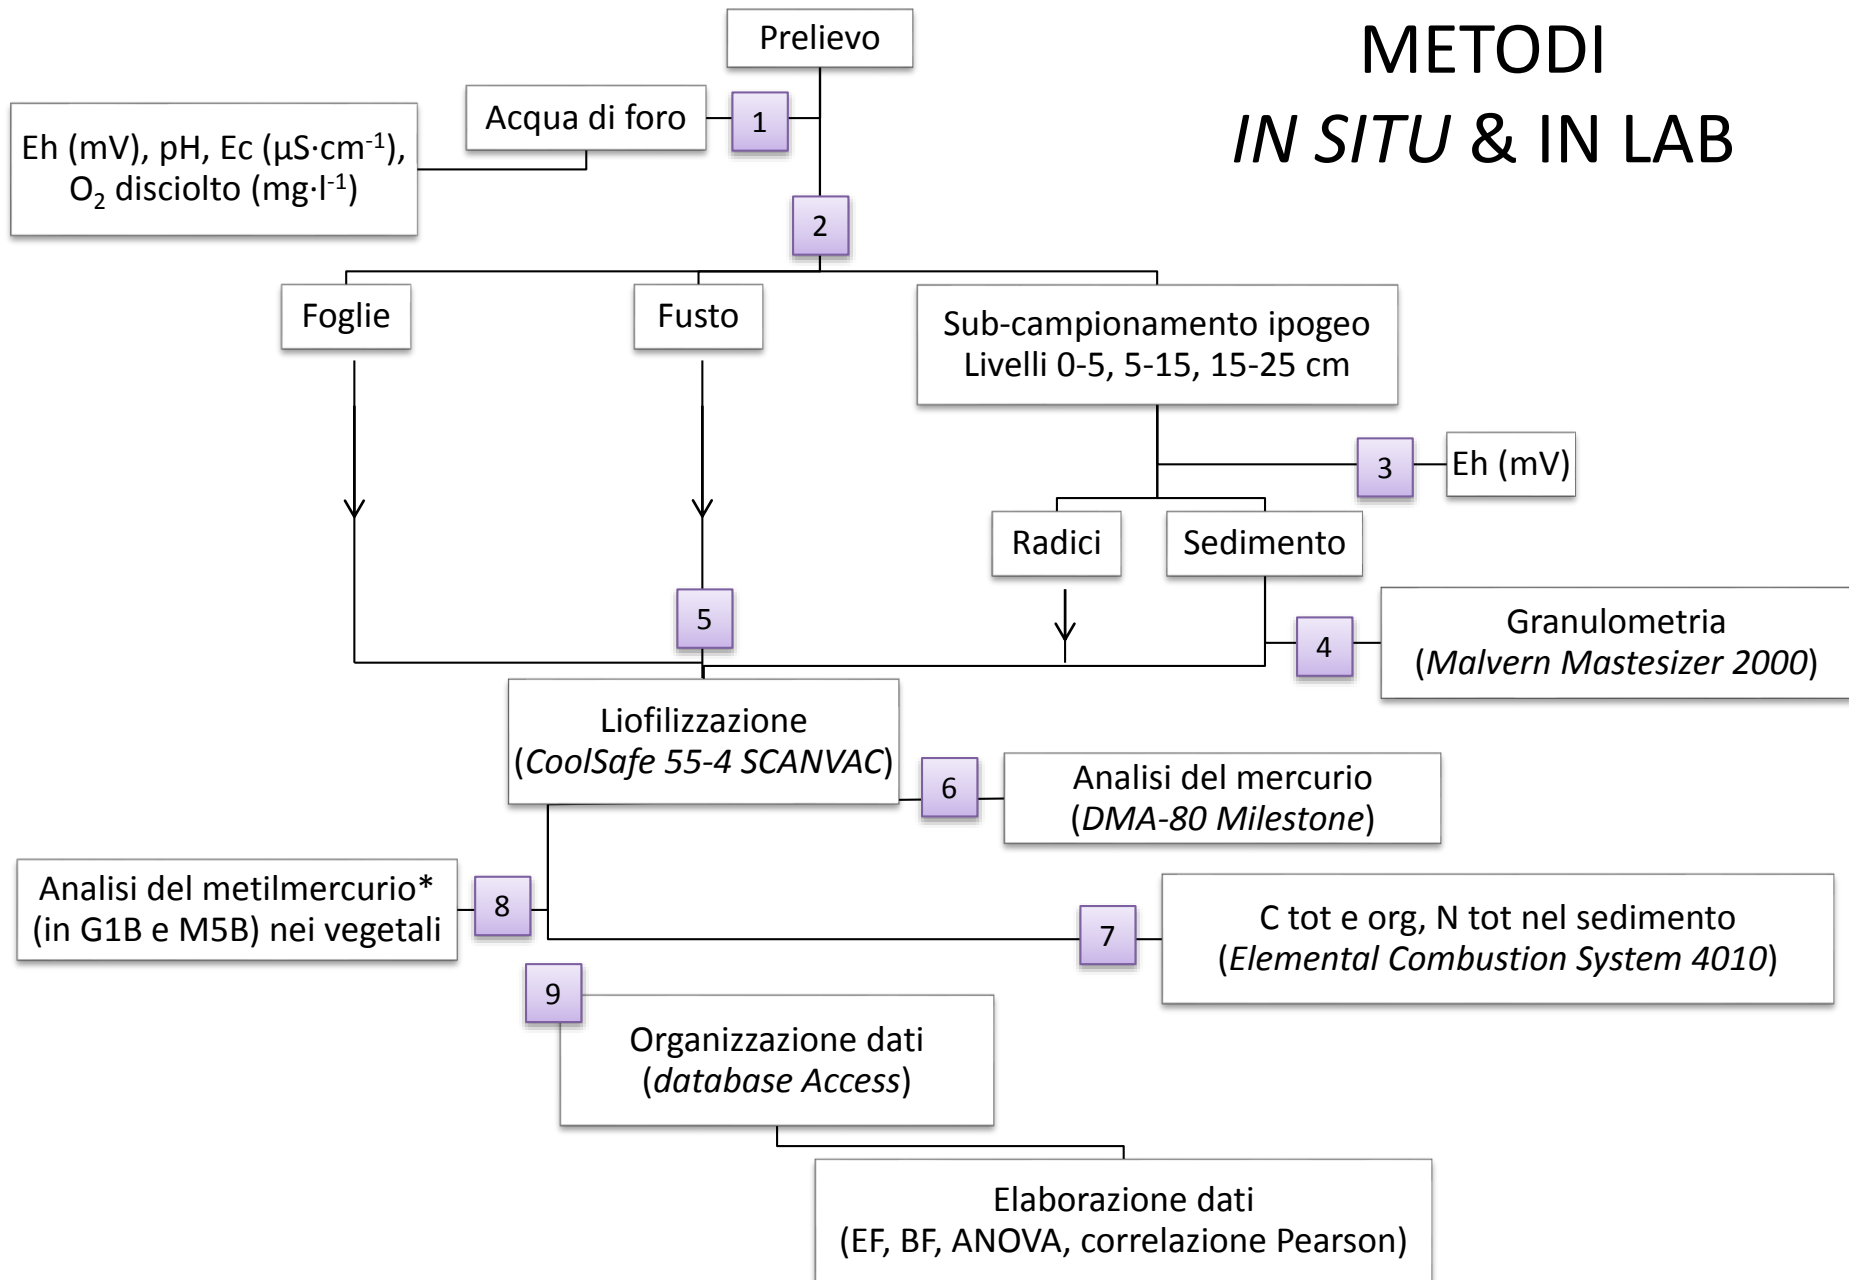 METODI
IN SITU & IN LAB
Prelievo
Acqua di foro
1
Eh (mV), pH, Ec (µS·cm⁻¹),
O₂ disciolto (mg·l⁻¹)
2
Foglie
Fusto
Sub-campionamento ipogeo
Livelli 0-5, 5-15, 15-25 cm
3
Eh (mV)
Radici
Sedimento
4
Granulometria
(Malvern Mastesizer 2000)
5
Liofilizzazione
(CoolSafe 55-4 SCANVAC)
6
Analisi del mercurio
(DMA-80 Milestone)
Analisi del metilmercurio*
(in G1B e M5B) nei vegetali
8
7
C tot e org, N tot nel sedimento
(Elemental Combustion System 4010)
9
Organizzazione dati
(database Access)
Elaborazione dati
(EF, BF, ANOVA, correlazione Pearson)